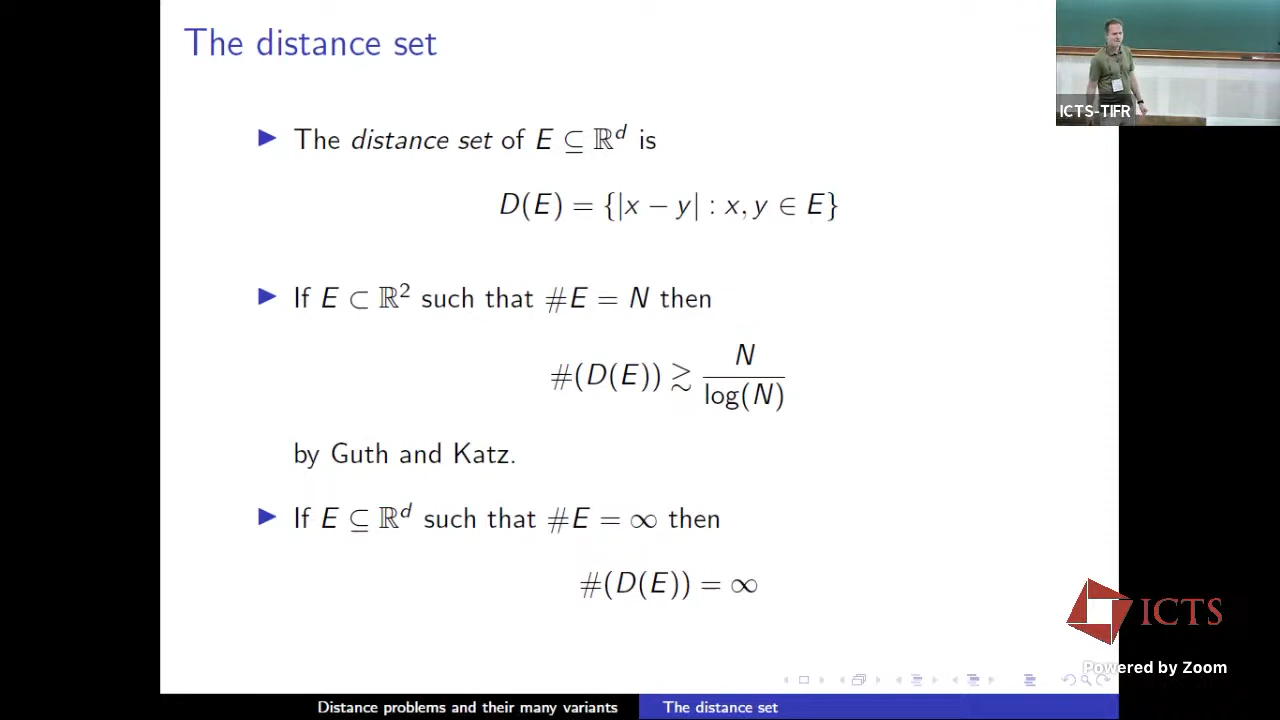 The distance set
ICTS-TIFR
▶ The distance set of E ⊆ ℝ^d is
D(E) = {|x − y| : x, y ∈ E}
▶ If E ⊂ ℝ² such that #E = N then
#(D(E)) ≳ N / log(N)
by Guth and Katz.
▶ If E ⊆ ℝ^d such that #E = ∞ then
#(D(E)) = ∞
ICTS
Powered by Zoom
Distance problems and their many variants
The distance set